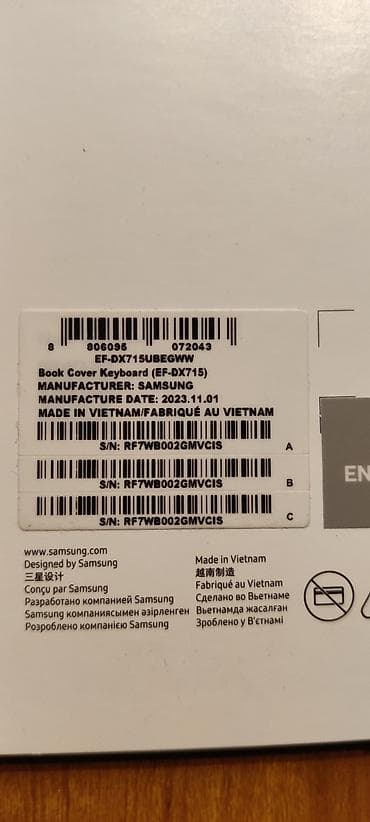 8 806095 072043
EF-DX715UBEGWW
Book Cover Keyboard (EF-DX715)
MANUFACTURER: SAMSUNG
MANUFACTURE DATE: 2023.11.01
MADE IN VIETNAM/FABRIQUÉ AU VIETNAM
S/N: RF7WB002GMVCIS A
S/N: RF7WB002GMVCIS B
S/N: RF7WB002GMVCIS C
EN
www.samsung.com
Designed by Samsung
三星设计
Conçu par Samsung
Разработано компанией Samsung
Samsung компаниясымен әзірленген
Розроблено компанією Samsung
Made in Vietnam
越南制造
Fabriqué au Vietnam
Сделано во Вьетнаме
Вьетнамда жасалған
Зроблено у В'єтнамі